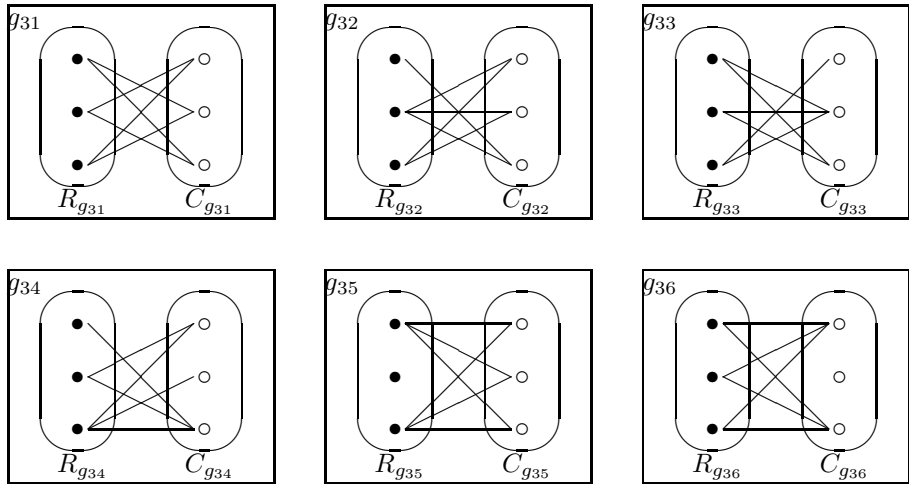 g₃₁ g₃₂ g₃₃
R_{g₃₁} C_{g₃₁} R_{g₃₂} C_{g₃₂} R_{g₃₃} C_{g₃₃}
g₃₄ g₃₅ g₃₆
R_{g₃₄} C_{g₃₄} R_{g₃₅} C_{g₃₅} R_{g₃₆} C_{g₃₆}